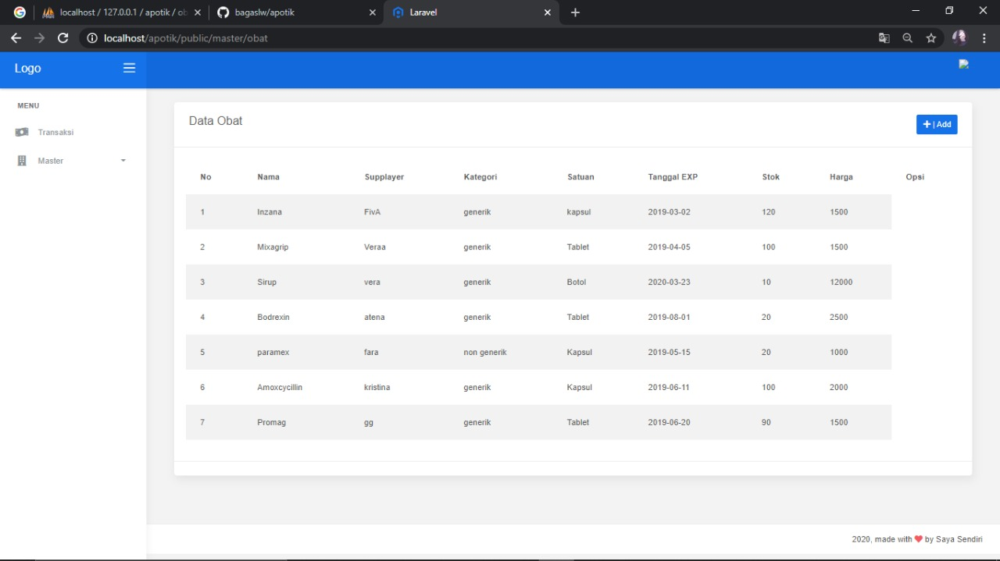 localhost / 127.0.0.1 / apotik / ob
bagaslw/apotik
Laravel
localhost/apotik/public/master/obat
Logo
MENU
Transaksi
Master
Data Obat
+ | Add
No Nama Supplayer Kategori Satuan Tanggal EXP Stok Harga Opsi
1 Inzana FivA generik kapsul 2019-03-02 120 1500
2 Mixagrip Veraa generik Tablet 2019-04-05 100 1500
3 Sirup vera generik Botol 2020-03-23 10 12000
4 Bodrexin atena generik Tablet 2019-08-01 20 2500
5 paramex fara non generik Kapsul 2019-05-15 20 1000
6 Amoxcycillin kristina generik Kapsul 2019-06-11 100 2000
7 Promag gg generik Tablet 2019-06-20 90 1500
2020, made with ❤ by Saya Sendiri